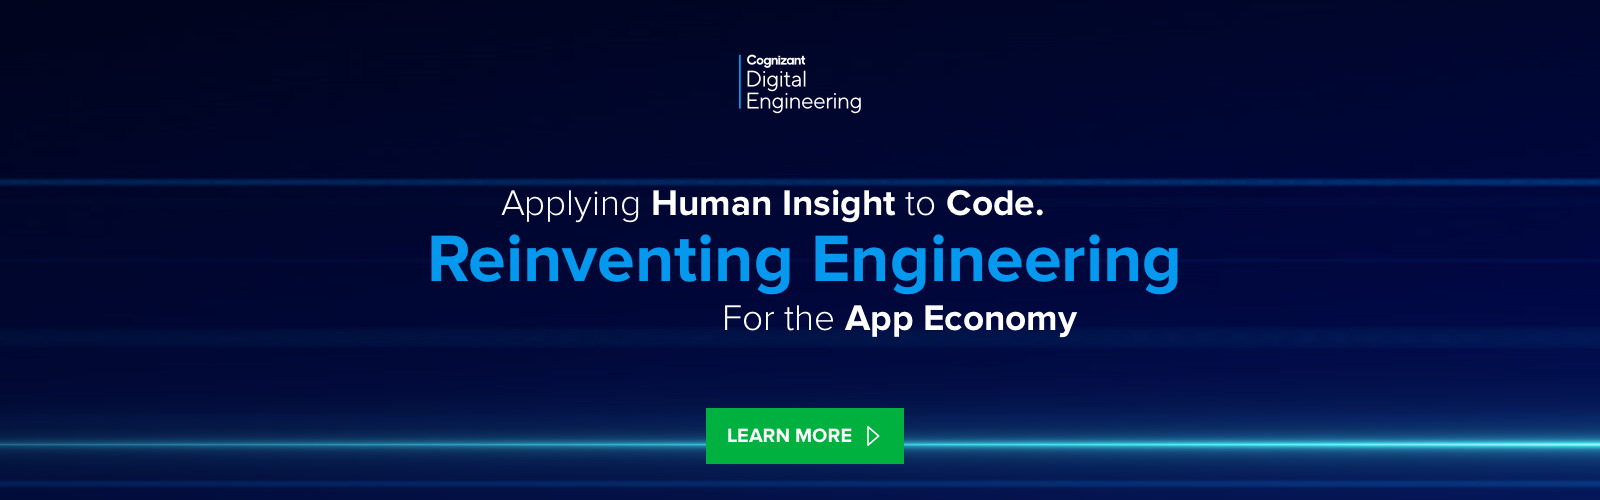 Cognizant
Digital
Engineering
Applying Human Insight to Code.
Reinventing Engineering
For the App Economy
LEARN MORE